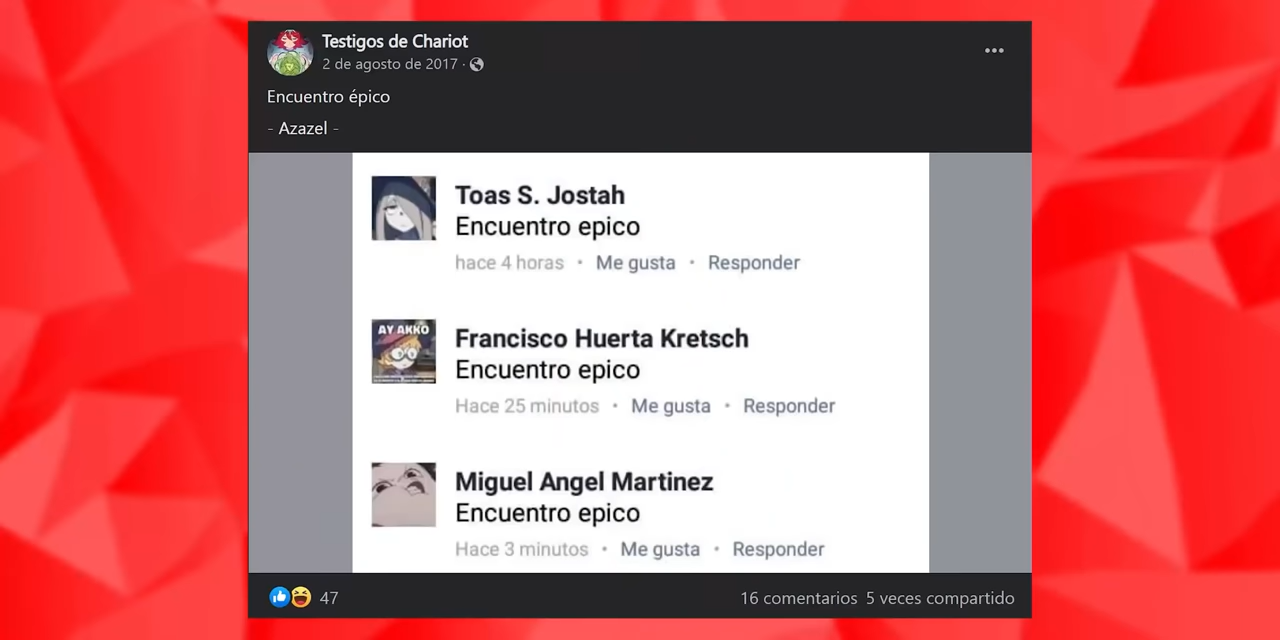 Testigos de Chariot
2 de agosto de 2017 ·
Encuentro épico
- Azazel -
Toas S. Jostah
Encuentro epico
hace 4 horas • Me gusta • Responder
AY AKKO
Francisco Huerta Kretsch
Encuentro epico
Hace 25 minutos • Me gusta • Responder
Miguel Angel Martinez
Encuentro epico
Hace 3 minutos • Me gusta • Responder
47
16 comentarios 5 veces compartido